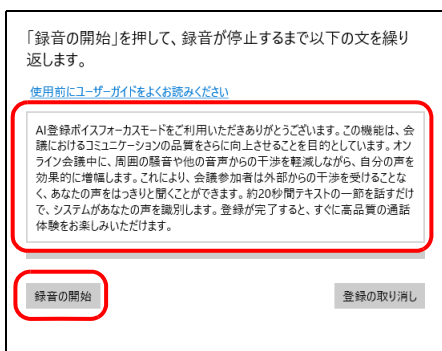 「録音の開始」を押して、録音が停止するまで以下の文を繰り
返します。
使用前にユーザーガイドをよくお読みください
AI登録ボイスフォーカスモードをご利用いただきありがとうございます。この機能は、会
議におけるコミュニケーションの品質をさらに向上させることを目的としています。オン
ライン会議中に、周囲の騒音や他の音声からの干渉を軽減しながら、自分の声を
効果的に増幅します。これにより、会議参加者は外部からの干渉を受けることな
く、あなたの声をはっきりと聞くことができます。約20秒間テキストの一節を話すだけ
で、システムがあなたの声を識別します。登録が完了すると、すぐに高品質の通話
体験をお楽しみいただけます。
録音の開始
登録の取り消し